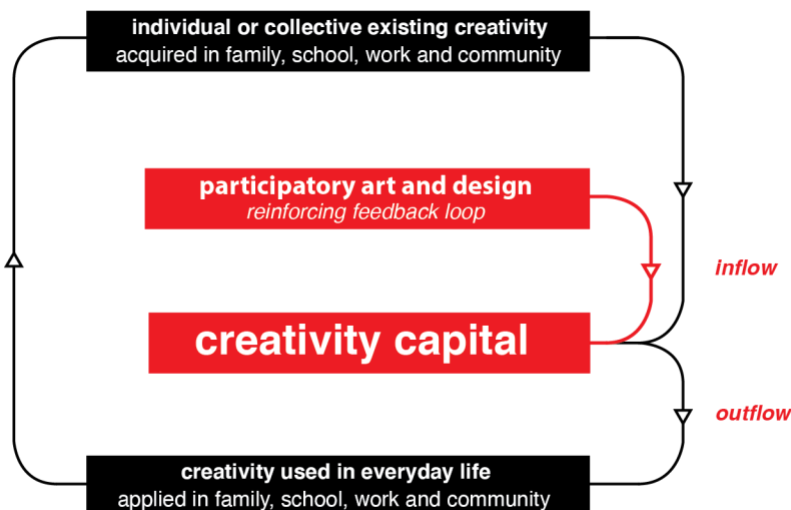 individual or collective existing creativity
acquired in family, school, work and community
participatory art and design
reinforcing feedback loop
inflow
creativity capital
outflow
creativity used in everyday life
applied in family, school, work and community